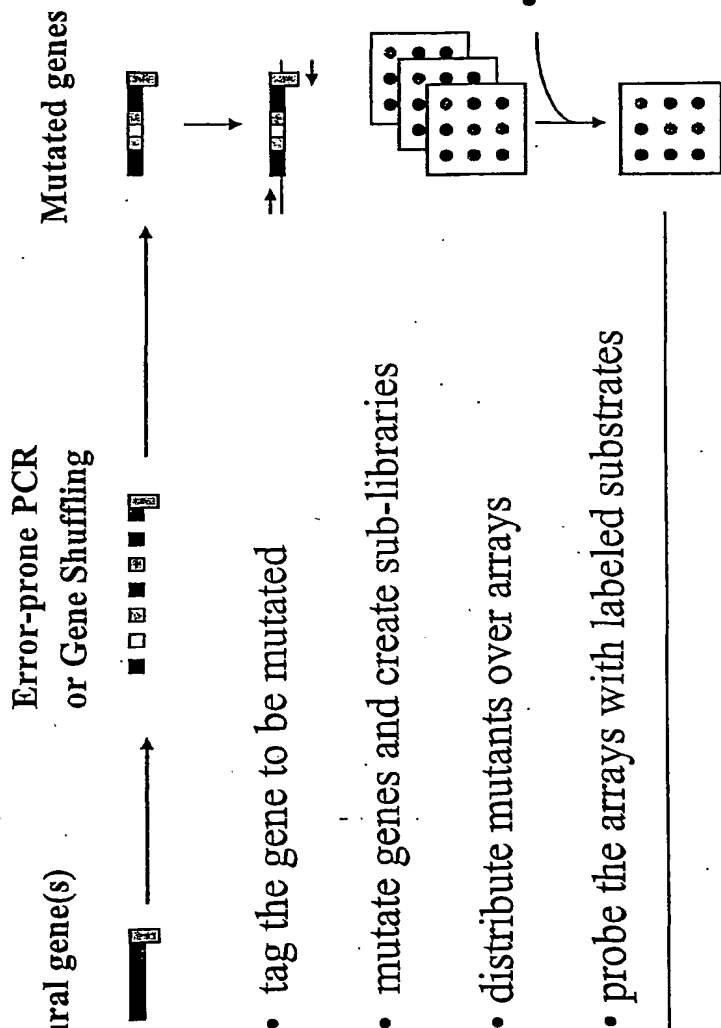 Error-prone PCR
or Gene Shuffling
ural gene(s)
Mutated genes
• tag the gene to be mutated
• mutate genes and create sub-libraries
• distribute mutants over arrays
• probe the arrays with labeled substrates